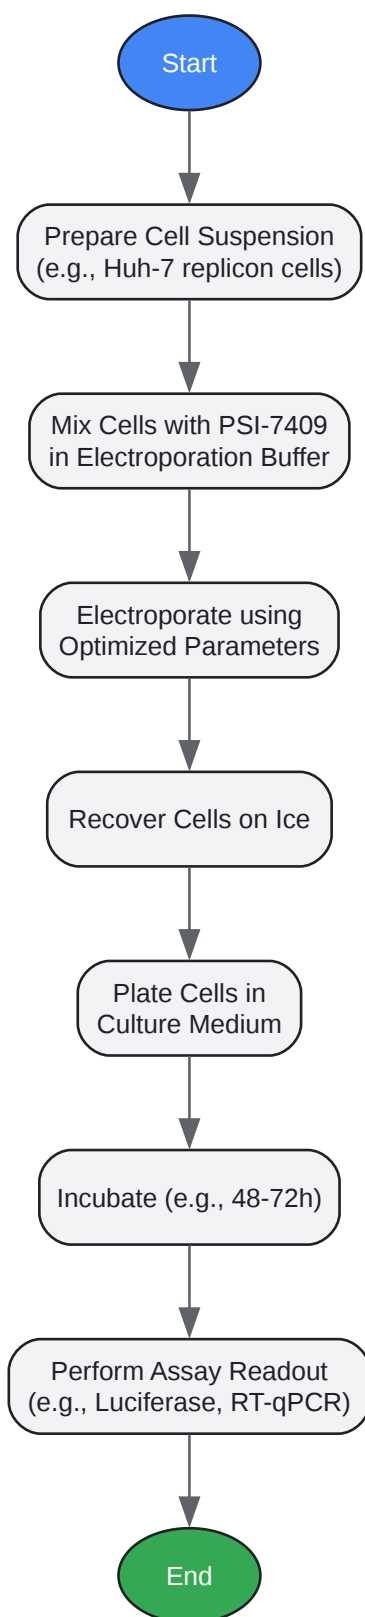 Start
Prepare Cell Suspension
(e.g., Huh-7 replicon cells)
Mix Cells with PSI-7409
in Electroporation Buffer
Electroporate using
Optimized Parameters
Recover Cells on Ice
Plate Cells in
Culture Medium
Incubate (e.g., 48-72h)
Perform Assay Readout
(e.g., Luciferase, RT-qPCR)
End